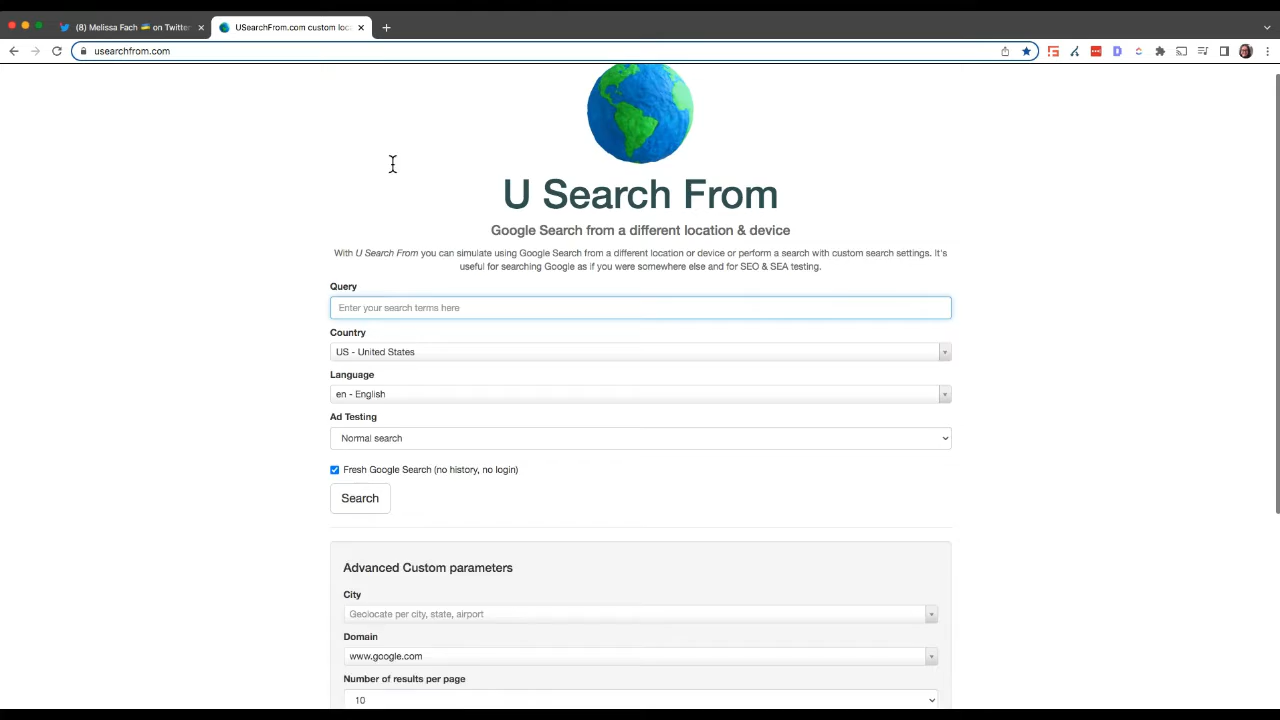 (8) Melissa Fach on Twitter
USearchFrom.com custom loc
usearchfrom.com
U Search From
Google Search from a different location & device
With U Search From you can simulate using Google Search from a different location or device or perform a search with custom search settings. It's
useful for searching Google as if you were somewhere else and for SEO & SEA testing.
Query
Enter your search terms here
Country
US - United States
Language
en - English
Ad Testing
Normal search
Fresh Google Search (no history, no login)
Search
Advanced Custom parameters
City
Geolocate per city, state, airport
Domain
www.google.com
Number of results per page
10